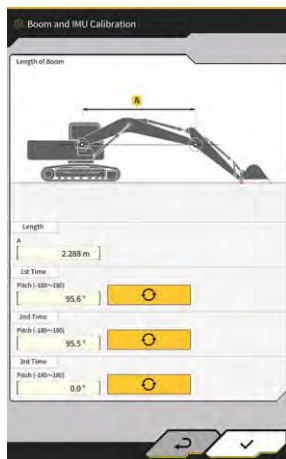 Boom and IMU Calibration
Length of Boom
A
Length
A
[ 2.288 m ]
1st Time
Pitch (-180~180)
[ 95.6 ° ]
2nd Time
Pitch (-180~180)
[ 95.5 ° ]
3rd Time
Pitch (-180~180)
[ 0.0 ° ]